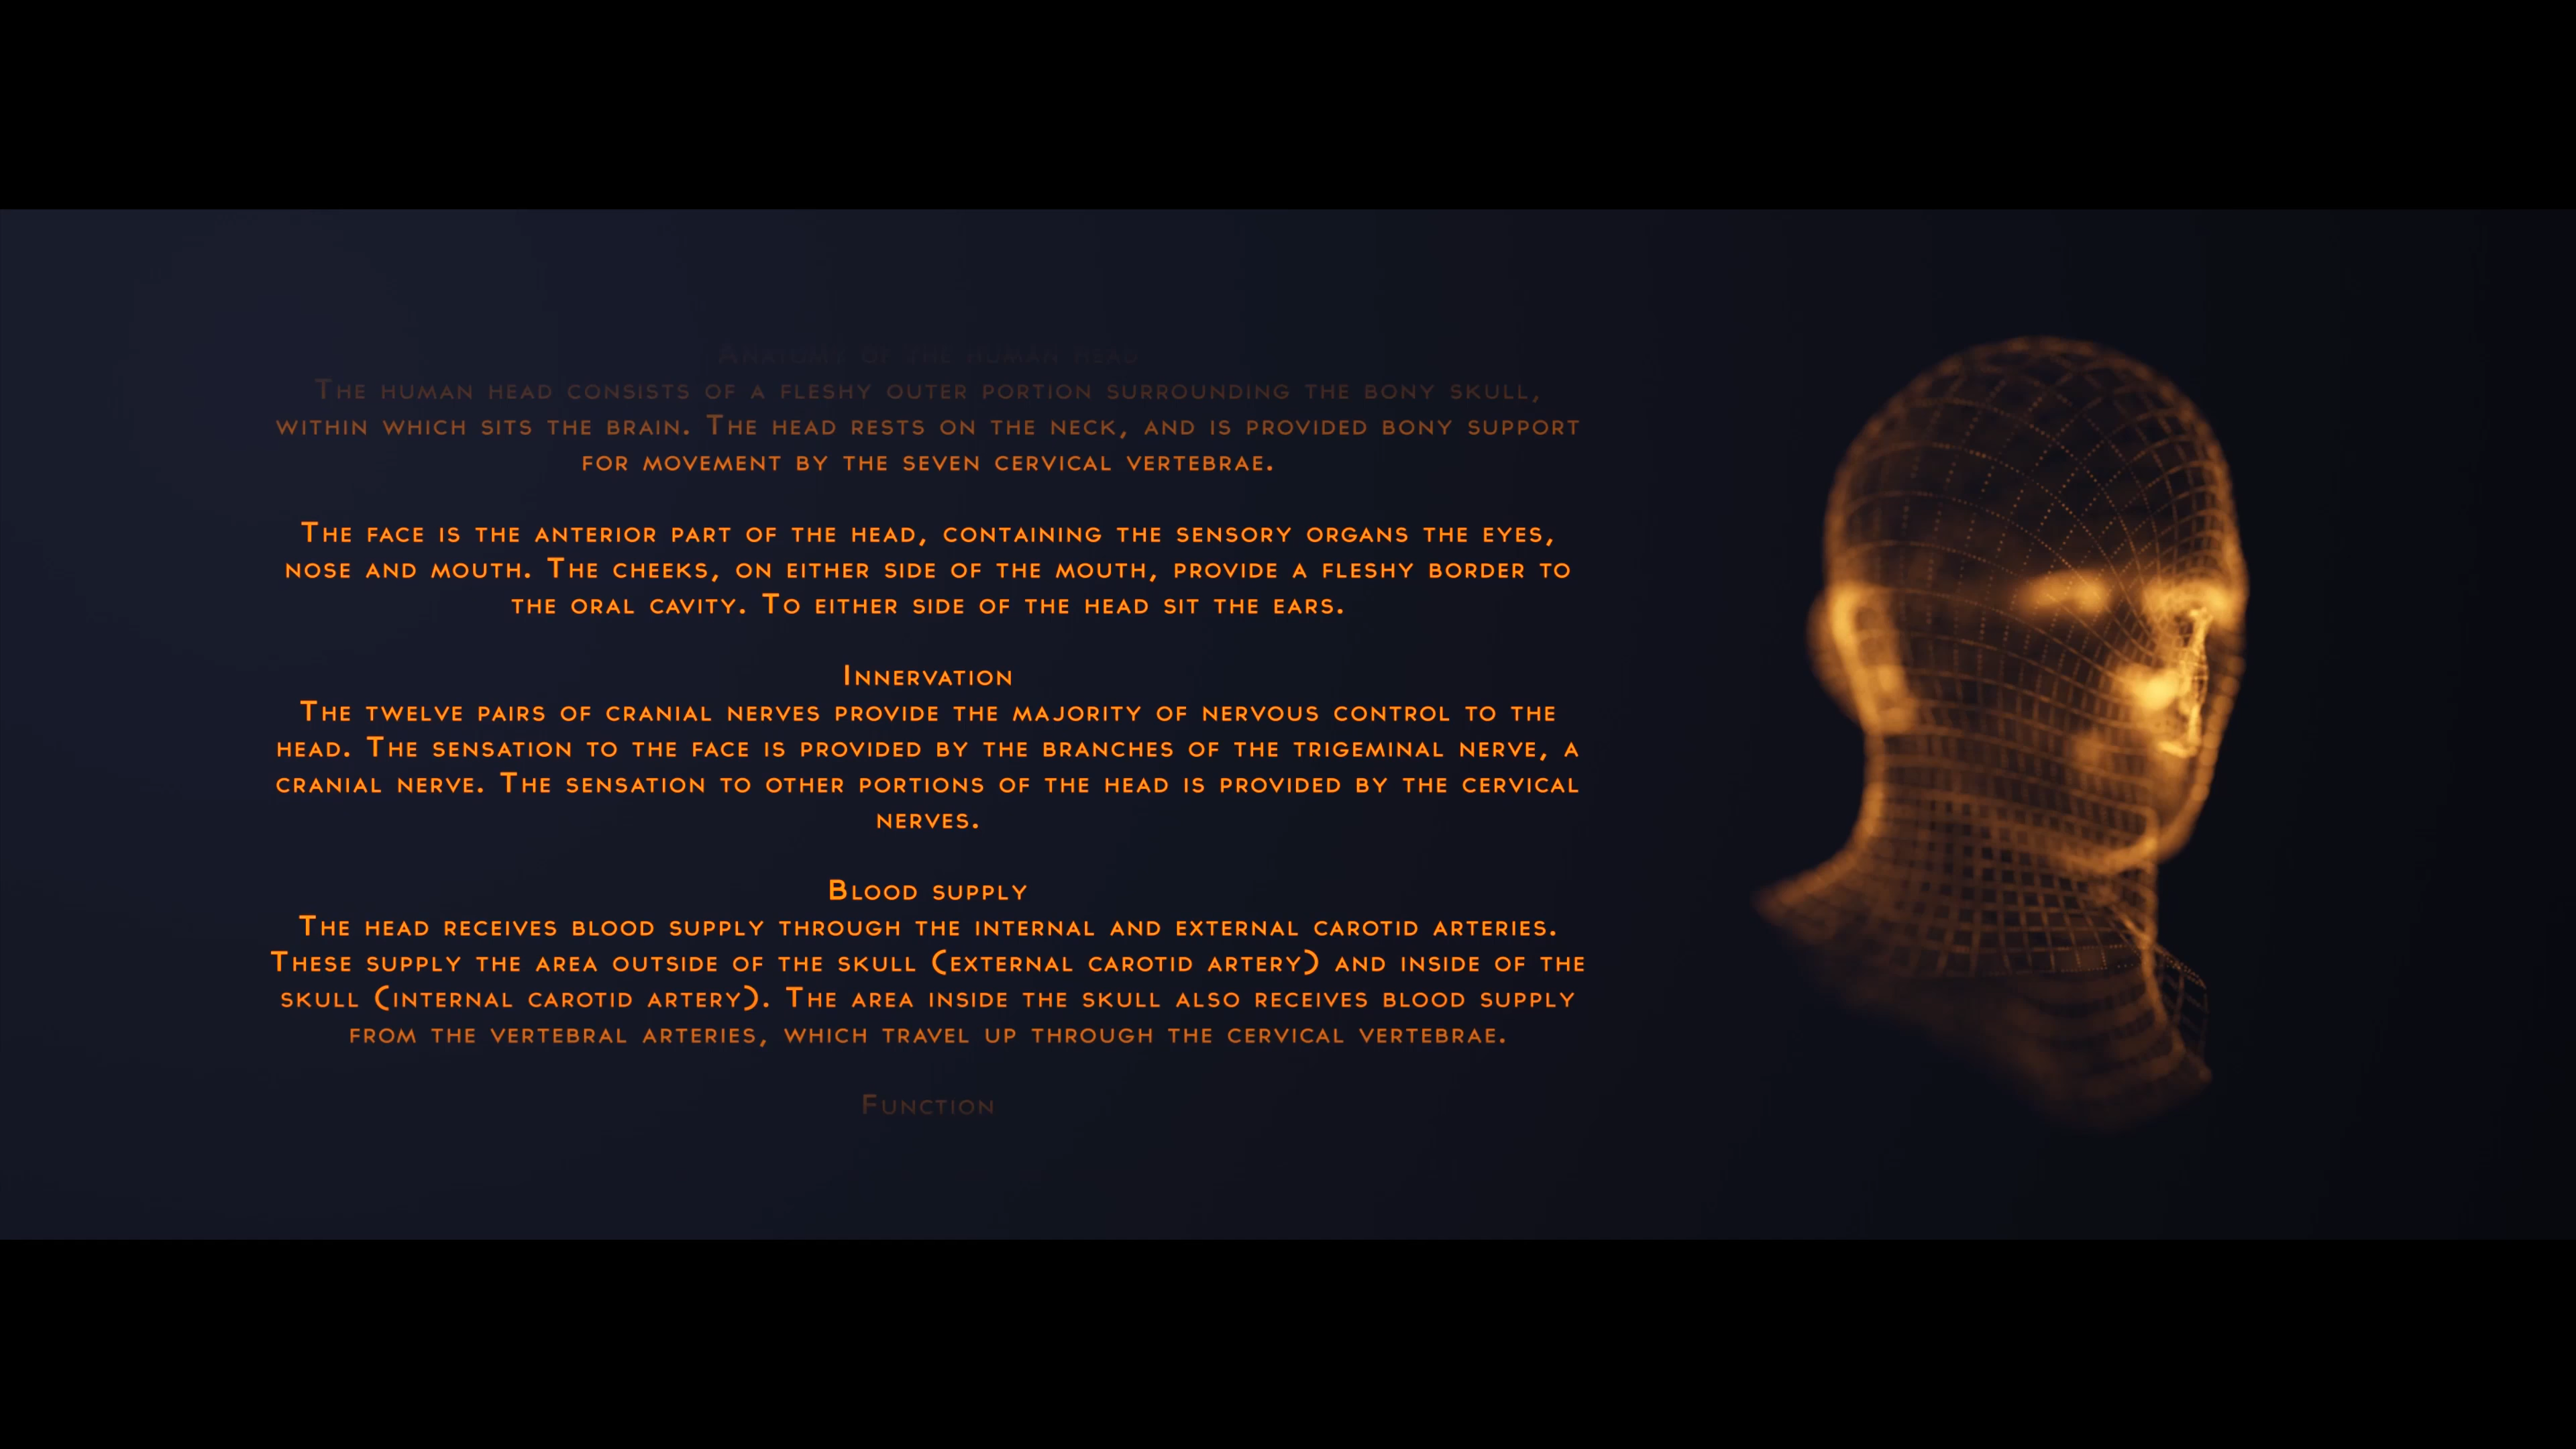 Anatomy of the human head
The human head consists of a fleshy outer portion surrounding the bony skull,
within which sits the brain. The head rests on the neck, and is provided bony support
for movement by the seven cervical vertebrae.
The face is the anterior part of the head, containing the sensory organs the eyes,
nose and mouth. The cheeks, on either side of the mouth, provide a fleshy border to
the oral cavity. To either side of the head sit the ears.
Innervation
The twelve pairs of cranial nerves provide the majority of nervous control to the
head. The sensation to the face is provided by the branches of the trigeminal nerve, a
cranial nerve. The sensation to other portions of the head is provided by the cervical
nerves.
Blood supply
The head receives blood supply through the internal and external carotid arteries.
These supply the area outside of the skull (external carotid artery) and inside of the
skull (internal carotid artery). The area inside the skull also receives blood supply
from the vertebral arteries, which travel up through the cervical vertebrae.
Function